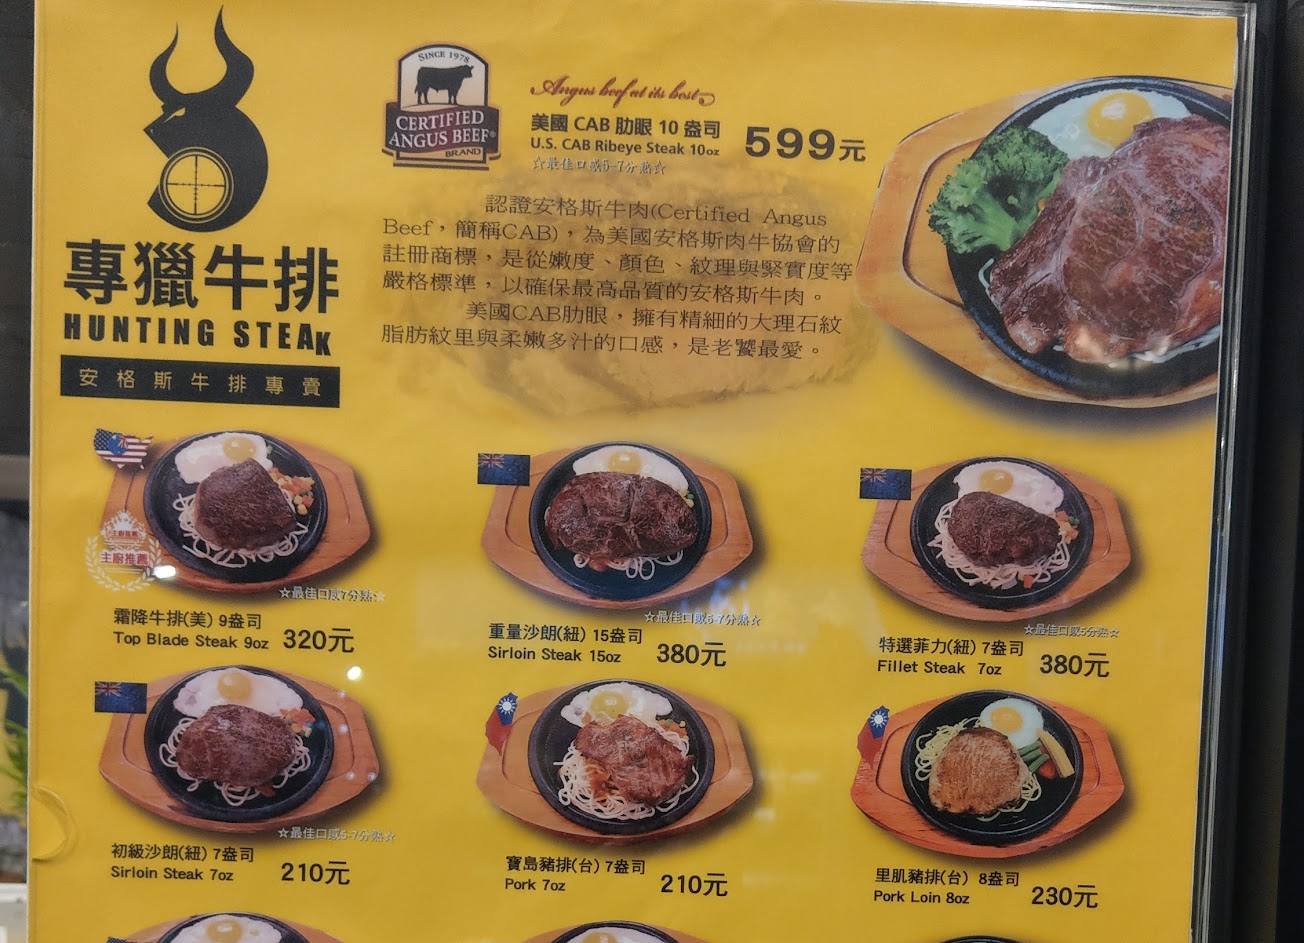 專獵牛排
HUNTING STEAK
安格斯牛排專賣
SINCE 1978
CERTIFIED
ANGUS BEEF®
BRAND
Angus beef at its best
美國 CAB 肋眼 10 盎司
U.S. CAB Ribeye Steak 10oz
599元
☆最佳口感5-7分熟☆
認證安格斯牛肉(Certified Angus
Beef，簡稱CAB)，為美國安格斯肉牛協會的
註冊商標，是從嫩度、顏色、紋理與緊實度等
嚴格標準，以確保最高品質的安格斯牛肉。
美國CAB肋眼，擁有精細的大理石紋
脂肪紋里與柔嫩多汁的口感，是老饕最愛。
主廚推薦
主廚推薦
☆最佳口感7分熟☆
霜降牛排(美) 9盎司
Top Blade Steak 9oz
320元
☆最佳口感5-7分熟☆
重量沙朗(紐) 15盎司
Sirloin Steak 15oz
380元
☆最佳口感5分熟☆
特選菲力(紐) 7盎司
Fillet Steak 7oz
380元
☆最佳口感5-7分熟☆
初級沙朗(紐) 7盎司
Sirloin Steak 7oz
210元
寶島豬排(台) 7盎司
Pork 7oz
210元
里肌豬排(台) 8盎司
Pork Loin 8oz
230元